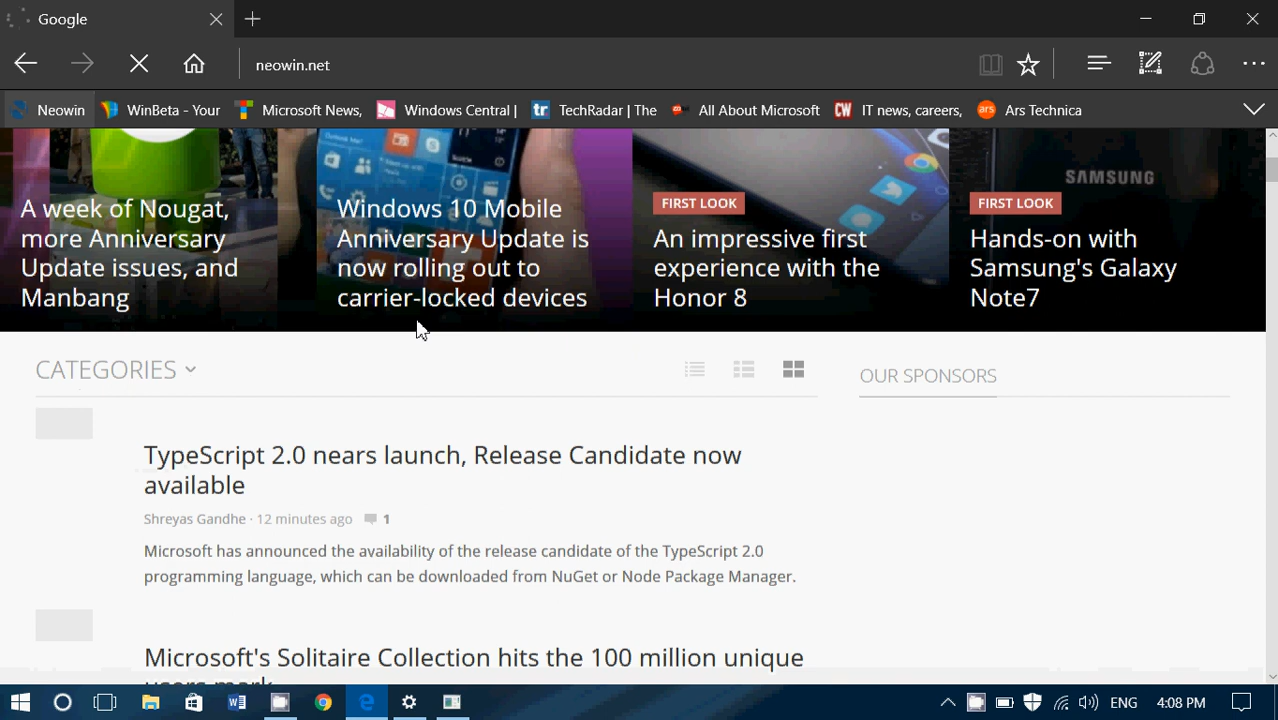 Google
neowin.net
Neowin
WinBeta - Your
Microsoft News,
Windows Central |
tr TechRadar | The
All About Microsoft
CW IT news, careers,
ars Ars Technica
A week of Nougat,
more Anniversary
Update issues, and
Manbang
Windows 10 Mobile
Anniversary Update is
now rolling out to
carrier-locked devices
FIRST LOOK
An impressive first
experience with the
Honor 8
SAMSUNG
FIRST LOOK
Hands-on with
Samsung's Galaxy
Note7
CATEGORIES
OUR SPONSORS
TypeScript 2.0 nears launch, Release Candidate now
available
Shreyas Gandhe · 12 minutes ago 1
Microsoft has announced the availability of the release candidate of the TypeScript 2.0
programming language, which can be downloaded from NuGet or Node Package Manager.
Microsoft's Solitaire Collection hits the 100 million unique
users mark
ENG
4:08 PM